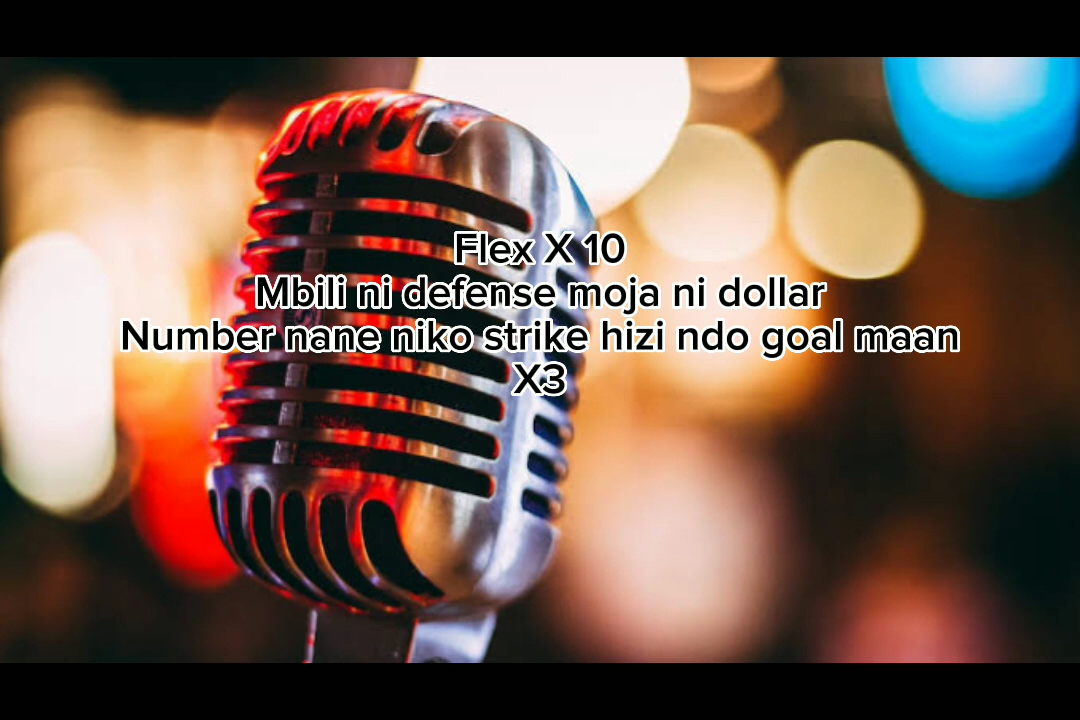 Flex X 10
Mbili ni defense moja ni dollar
Number nane niko strike hizi ndo goal maan
X3